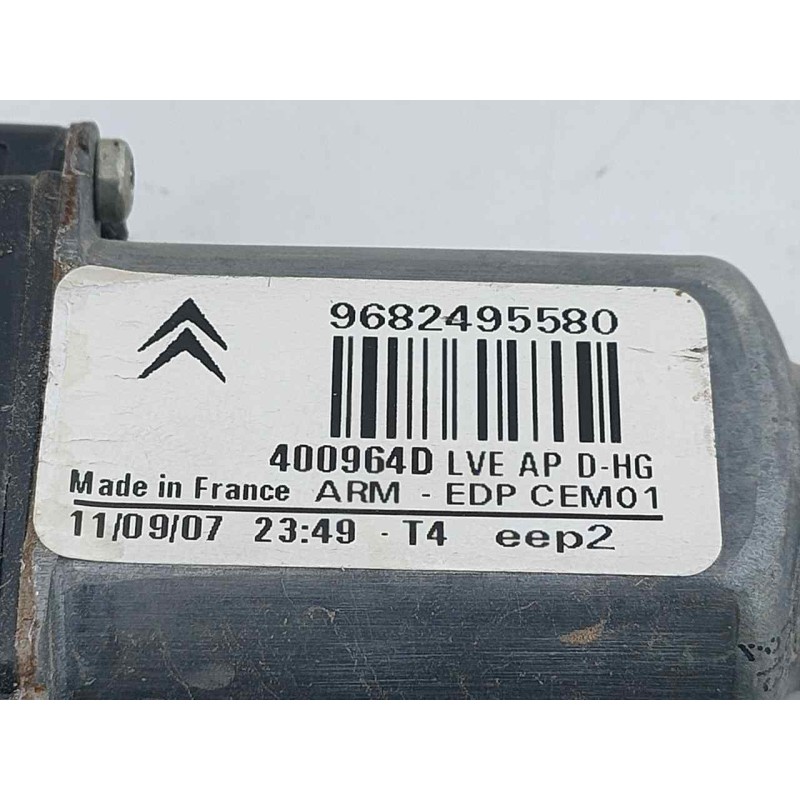 9682495580
400964D LVE AP D-HG
Made in France ARM - EDP CEM01
11/09/07 23:49 - T4 eep2